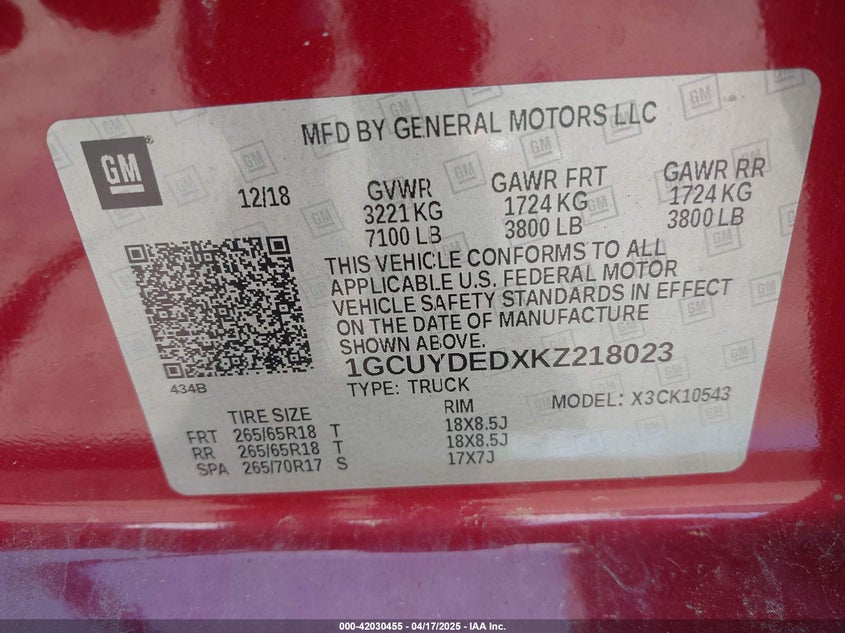 MFD BY GENERAL MOTORS LLC
GM
12/18
GVWR
3221 KG
7100 LB
GAWR FRT
1724 KG
3800 LB
GAWR RR
1724 KG
3800 LB
THIS VEHICLE CONFORMS TO ALL
APPLICABLE U.S. FEDERAL MOTOR
VEHICLE SAFETY STANDARDS IN EFFECT
ON THE DATE OF MANUFACTURE
SHOWN ABOVE.
1GCUYDEDXKZ218023
434B
TYPE: TRUCK
MODEL: X3CK10543
TIRE SIZE RIM
FRT 265/65R18 T 18X8.5J
RR 265/65R18 T 18X8.5J
SPA 265/70R17 S 17X7J
000-42030455 - 04/17/2025 - IAA Inc.